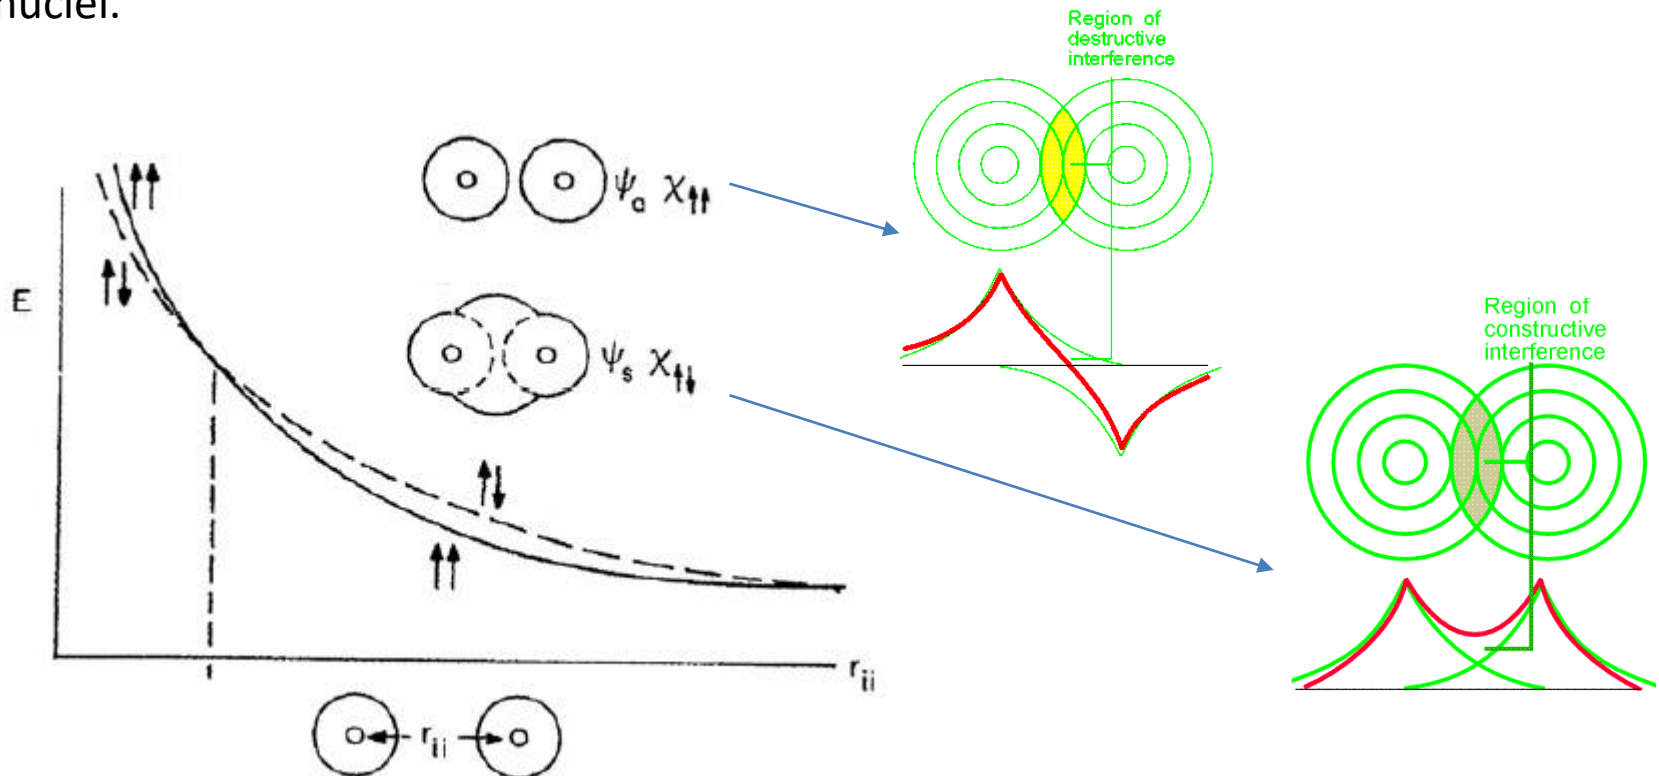 nuclei.
Region of
destructive
interference
↑↑
ψₐ χ↑↑
↑↓
E
ψₛ χ↑↓
Region of
constructive
interference
↑↓
↑↑
rᵢᵢ
rᵢᵢ